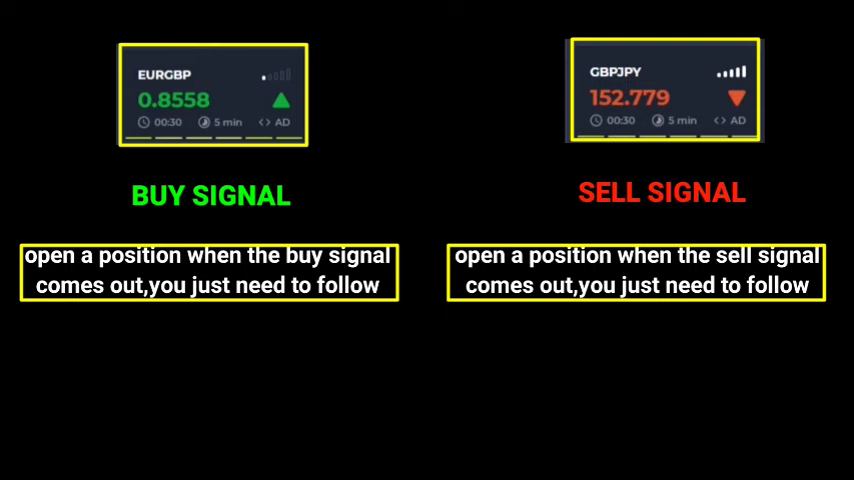 EURGBP
0.8558
00:30 5 min <> AD
BUY SIGNAL
open a position when the buy signal
comes out,you just need to follow
GBPJPY
152.779
00:30 5 min <> AD
SELL SIGNAL
open a position when the sell signal
comes out,you just need to follow